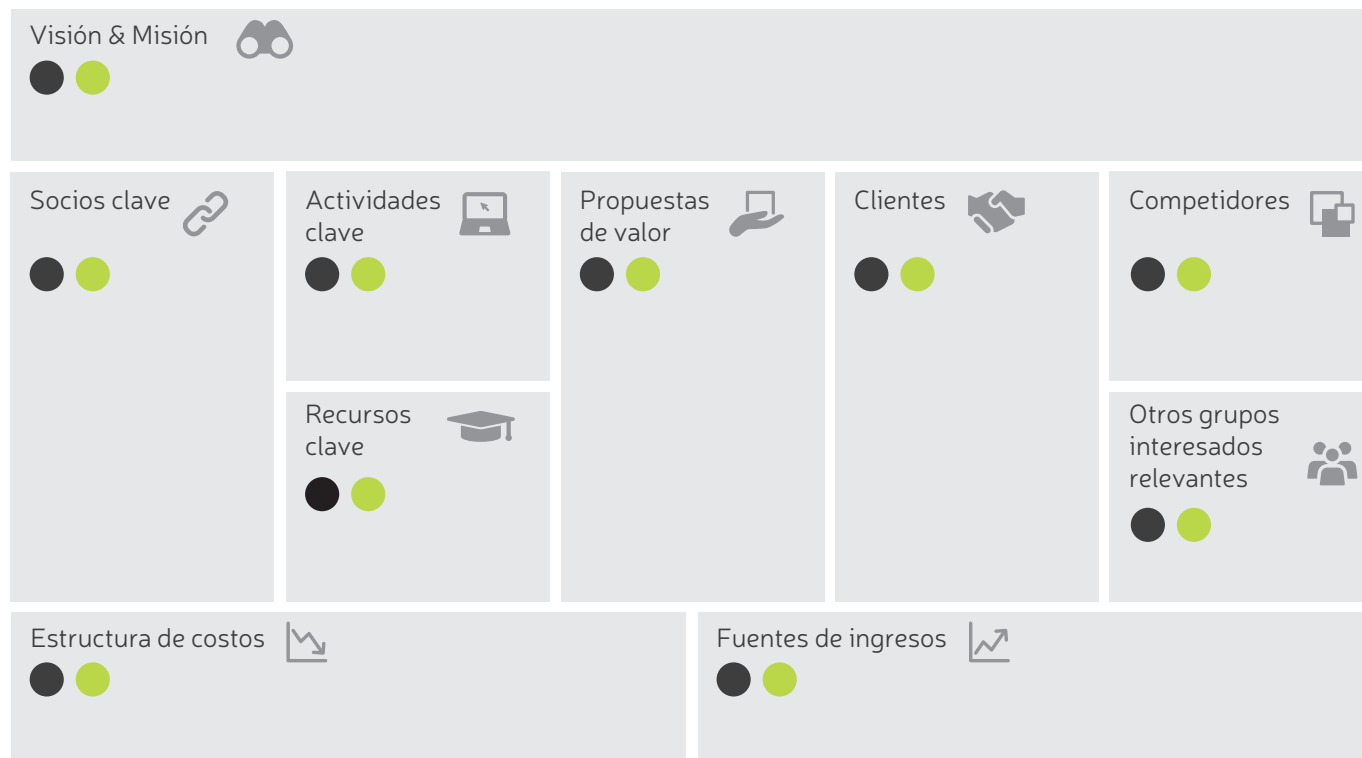 Visión & Misión
Socios clave
Actividades
clave
Propuestas
de valor
Clientes
Competidores
Recursos
clave
Otros grupos
interesados
relevantes
Estructura de costos
Fuentes de ingresos